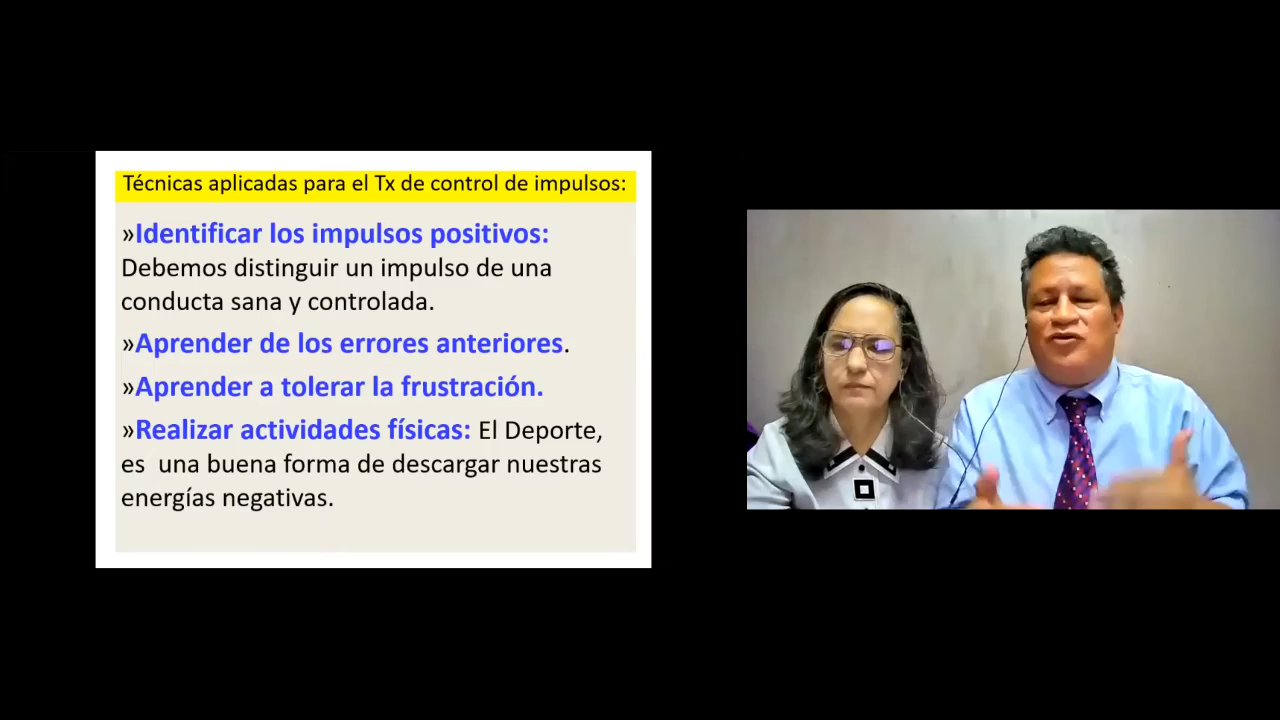 Técnicas aplicadas para el Tx de control de impulsos:
»Identificar los impulsos positivos:
Debemos distinguir un impulso de una
conducta sana y controlada.
»Aprender de los errores anteriores.
»Aprender a tolerar la frustración.
»Realizar actividades físicas: El Deporte,
es una buena forma de descargar nuestras
energías negativas.